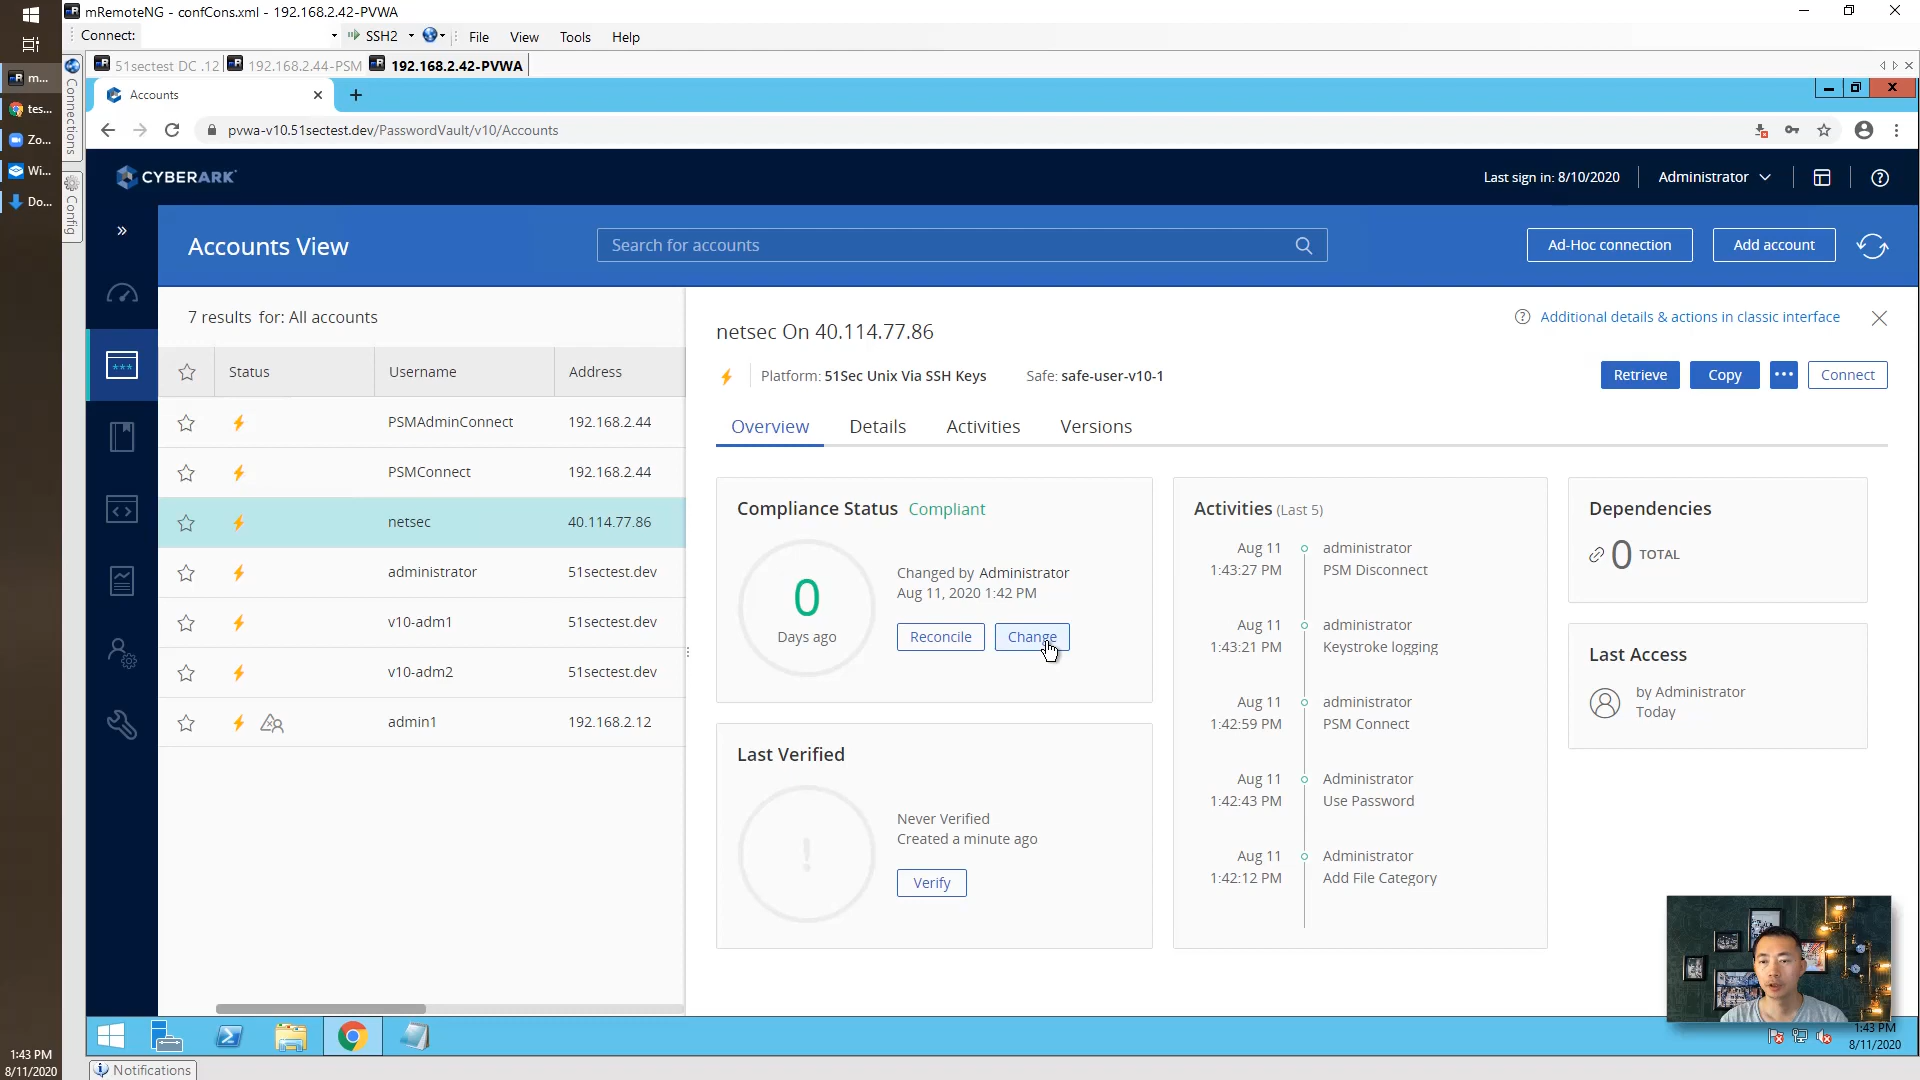 mRemoteNG - confCons.xml - 192.168.2.42-PVWA
Connect:
SSH2
File View Tools Help
51sectest DC .12
192.168.2.44-PSM
192.168.2.42-PVWA
m...
tes...
Zo...
Wi...
Do...
Connections
Config
Accounts
pvwa-v10.51sectest.dev/PasswordVault/v10/Accounts
CYBERARK
Last sign in: 8/10/2020
Administrator
Accounts View
Search for accounts
Ad-Hoc connection
Add account
7 results for: All accounts
Status Username Address
PSMAdminConnect 192.168.2.44
PSMConnect 192.168.2.44
netsec 40.114.77.86
administrator 51sectest.dev
v10-adm1 51sectest.dev
v10-adm2 51sectest.dev
admin1 192.168.2.12
netsec On 40.114.77.86
Additional details & actions in classic interface
Platform: 51Sec Unix Via SSH Keys Safe: safe-user-v10-1
Retrieve Copy ••• Connect
Overview Details Activities Versions
Compliance Status Compliant
0
Days ago
Changed by Administrator
Aug 11, 2020 1:42 PM
Reconcile Change
Last Verified
!
Never Verified
Created a minute ago
Verify
Activities (Last 5)
Aug 11 administrator
1:43:27 PM PSM Disconnect
Aug 11 administrator
1:43:21 PM Keystroke logging
Aug 11 administrator
1:42:59 PM PSM Connect
Aug 11 Administrator
1:42:43 PM Use Password
Aug 11 Administrator
1:42:12 PM Add File Category
Dependencies
0 TOTAL
Last Access
by Administrator
Today
1:43 PM
8/11/2020
1:43 PM
8/11/2020
Notifications